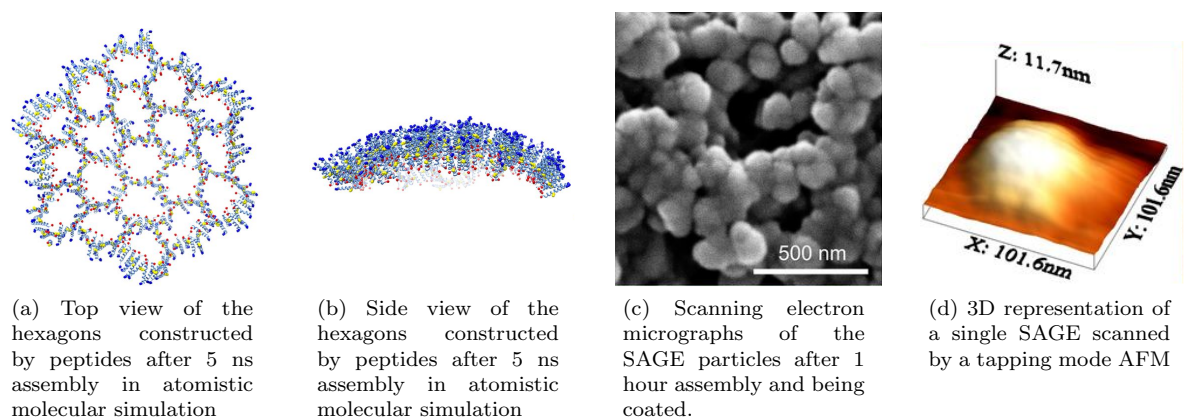 500 nm
Z: 11.7nm
X: 101.6nm
Y: 101.6nm
(a) Top view of the
hexagons constructed
by peptides after 5 ns
assembly in atomistic
molecular simulation
(b) Side view of the
hexagons constructed
by peptides after 5 ns
assembly in atomistic
molecular simulation
(c) Scanning electron
micrographs of the
SAGE particles after 1
hour assembly and being
coated.
(d) 3D representation of
a single SAGE scanned
by a tapping mode AFM